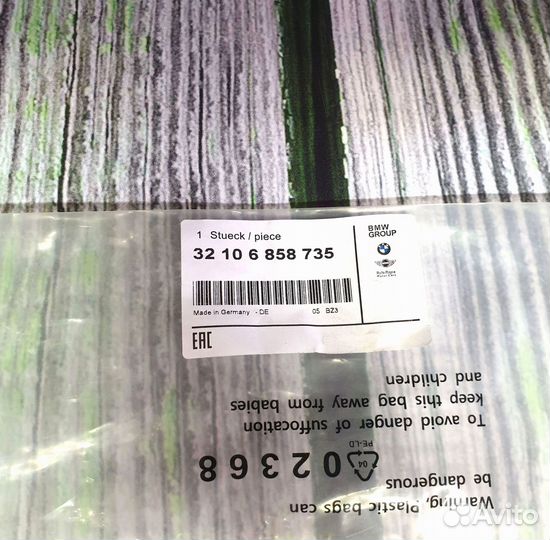 1 Stueck / piece
32 10 6 858 735
Made in Germany - DE 05 BZ3
EAC
BMW
GROUP
Warning, Plastic bags can
be dangerous
02368
04
PE-LD
To avoid danger of suffocation
keep this bag away from babies
and children
Avito